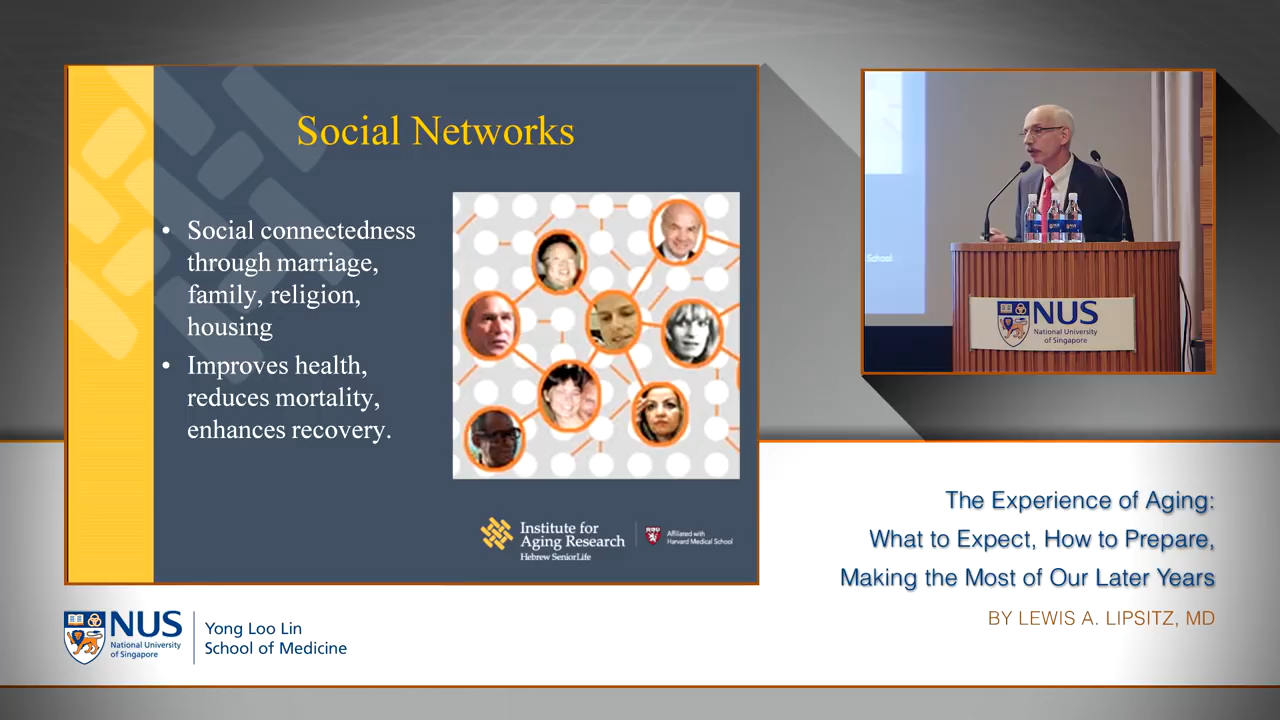 Social Networks
• Social connectedness
through marriage,
family, religion,
housing
• Improves health,
reduces mortality,
enhances recovery.
Institute for
Aging Research
Hebrew SeniorLife
Affiliated with
Harvard Medical School
School
NUS
National University
of Singapore
The Experience of Aging:
What to Expect, How to Prepare,
Making the Most of Our Later Years
BY LEWIS A. LIPSITZ, MD
NUS
National University
of Singapore
Yong Loo Lin
School of Medicine